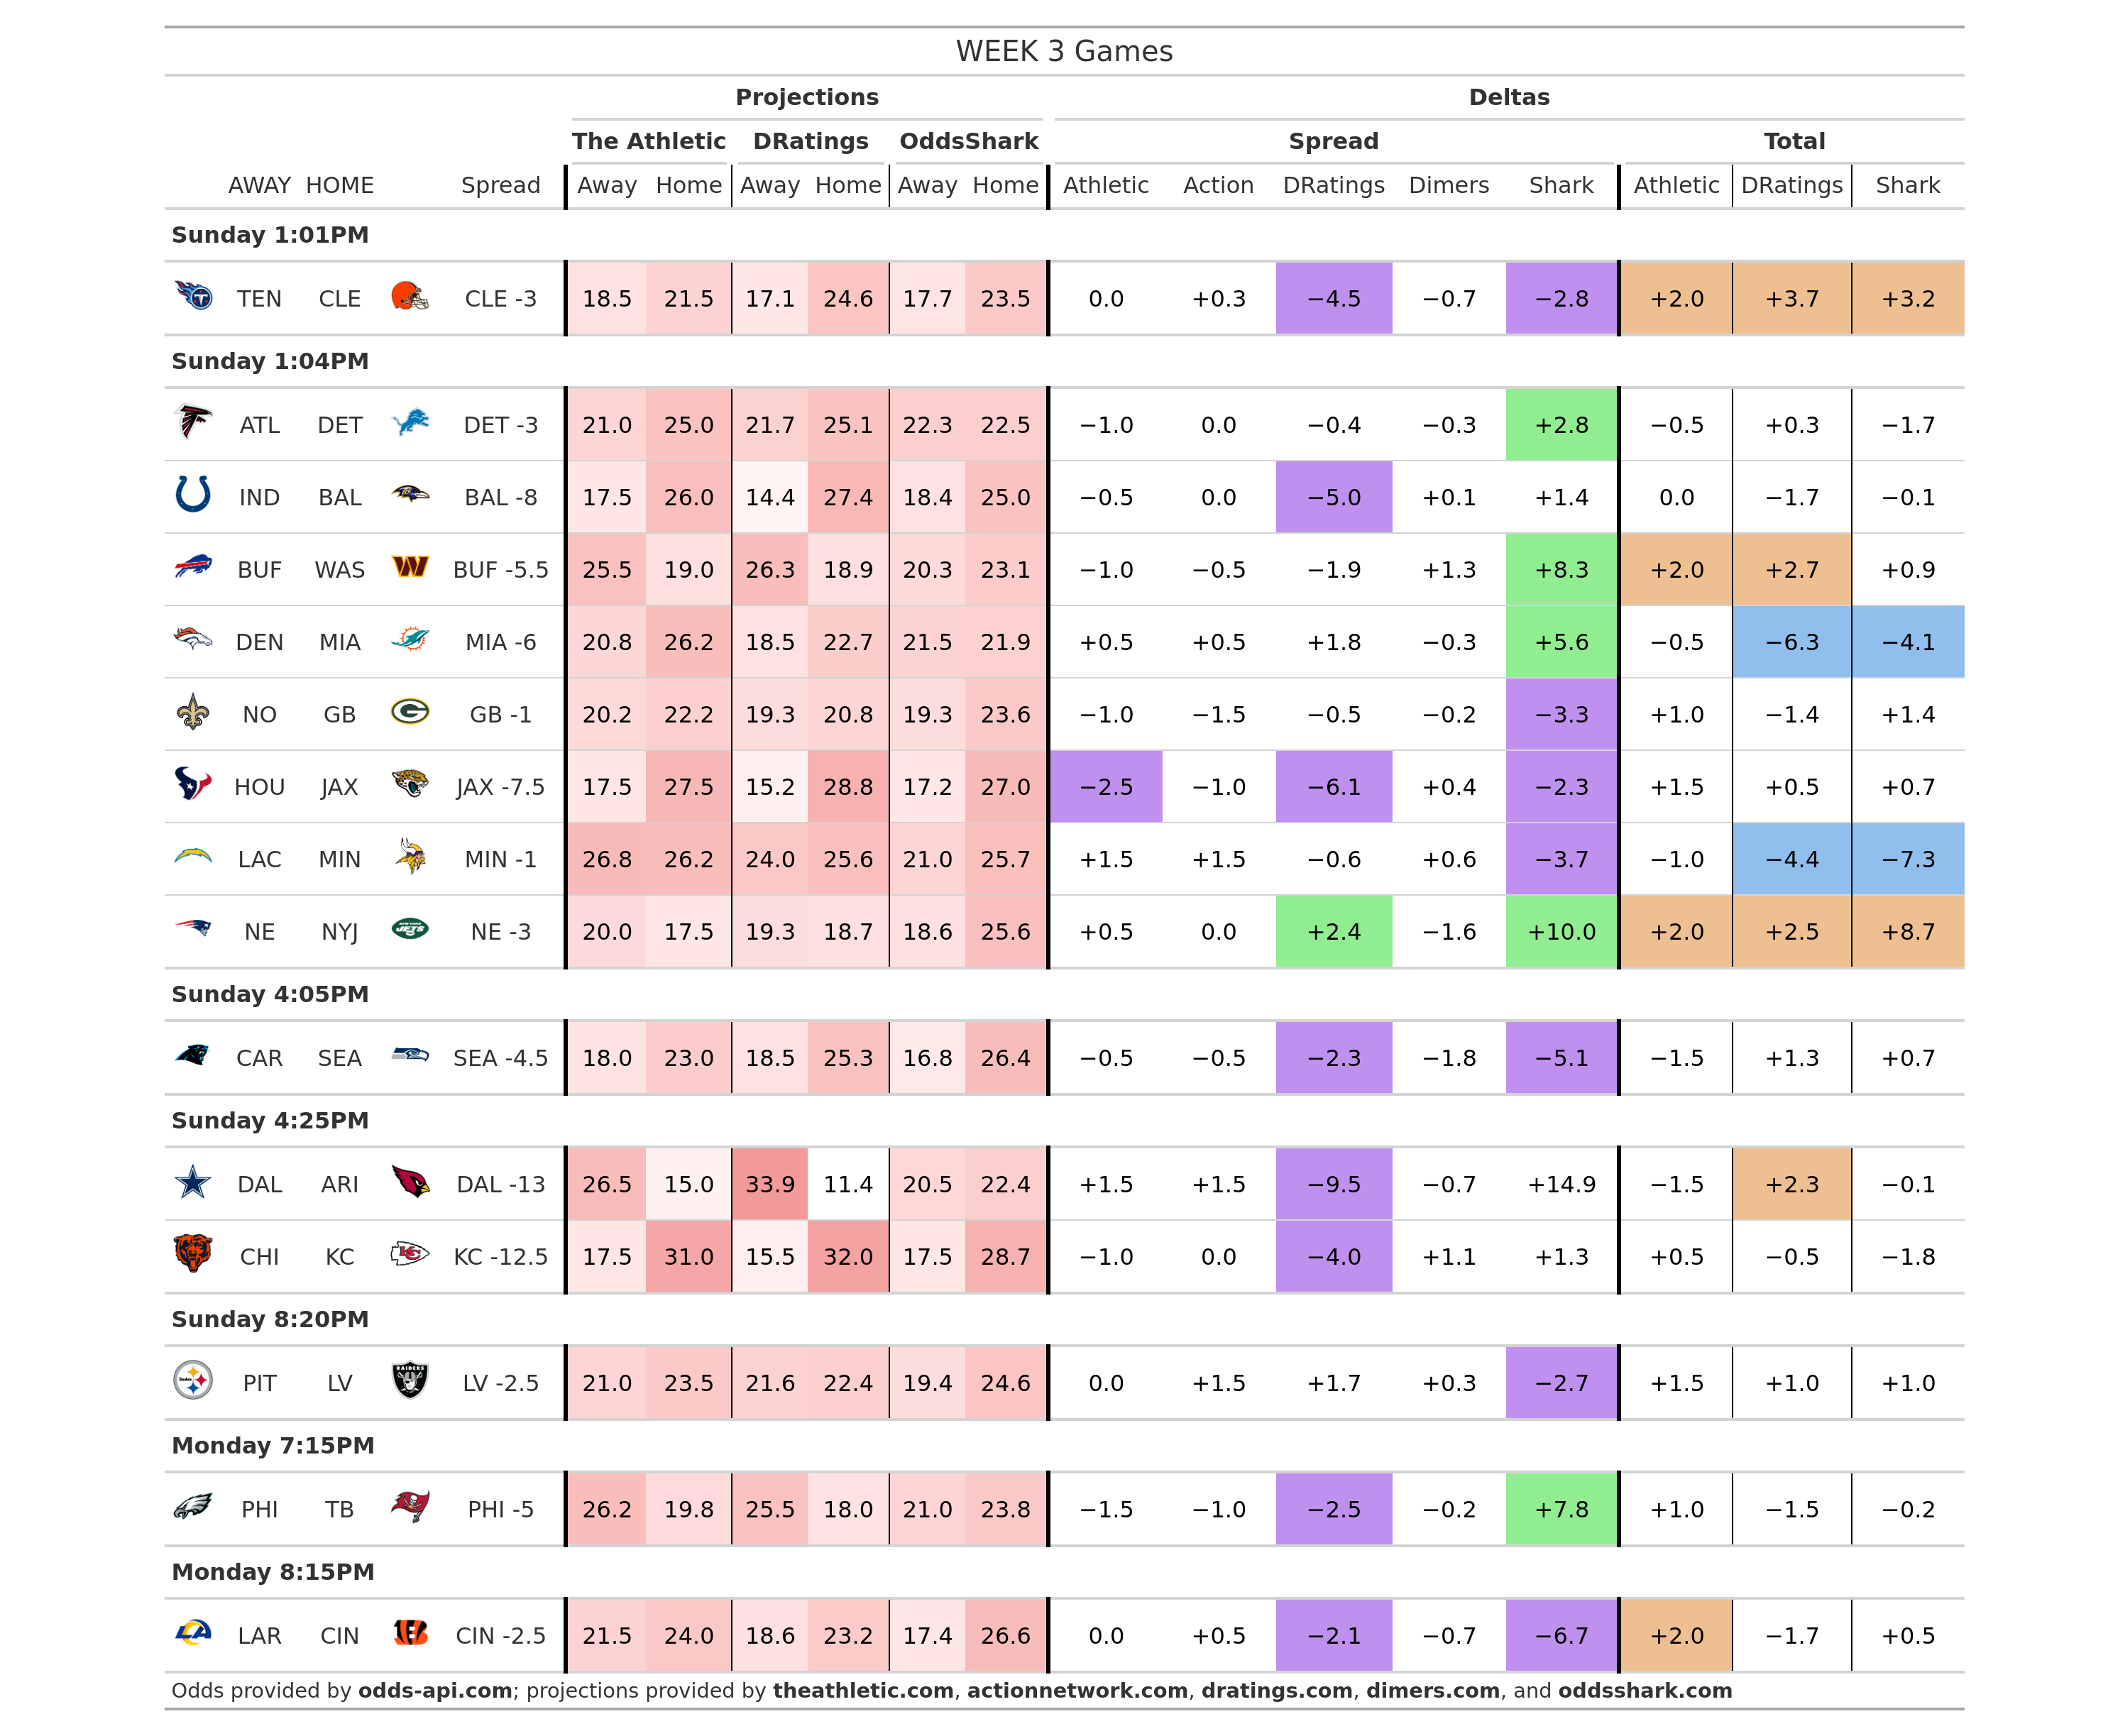 WEEK 3 Games
Projections Deltas
The Athletic DRatings OddsShark Spread Total
AWAY HOME Spread Away Home Away Home Away Home Athletic Action DRatings Dimers Shark Athletic DRatings Shark
Sunday 1:01PM
TEN CLE CLE -3 18.5 21.5 17.1 24.6 17.7 23.5 0.0 +0.3 −4.5 −0.7 −2.8 +2.0 +3.7 +3.2
Sunday 1:04PM
ATL DET DET -3 21.0 25.0 21.7 25.1 22.3 22.5 −1.0 0.0 −0.4 −0.3 +2.8 −0.5 +0.3 −1.7
IND BAL BAL -8 17.5 26.0 14.4 27.4 18.4 25.0 −0.5 0.0 −5.0 +0.1 +1.4 0.0 −1.7 −0.1
BUF WAS BUF -5.5 25.5 19.0 26.3 18.9 20.3 23.1 −1.0 −0.5 −1.9 +1.3 +8.3 +2.0 +2.7 +0.9
DEN MIA MIA -6 20.8 26.2 18.5 22.7 21.5 21.9 +0.5 +0.5 +1.8 −0.3 +5.6 −0.5 −6.3 −4.1
NO GB GB -1 20.2 22.2 19.3 20.8 19.3 23.6 −1.0 −1.5 −0.5 −0.2 −3.3 +1.0 −1.4 +1.4
HOU JAX JAX -7.5 17.5 27.5 15.2 28.8 17.2 27.0 −2.5 −1.0 −6.1 +0.4 −2.3 +1.5 +0.5 +0.7
LAC MIN MIN -1 26.8 26.2 24.0 25.6 21.0 25.7 +1.5 +1.5 −0.6 +0.6 −3.7 −1.0 −4.4 −7.3
NE NYJ JETS NE -3 20.0 17.5 19.3 18.7 18.6 25.6 +0.5 0.0 +2.4 −1.6 +10.0 +2.0 +2.5 +8.7
Sunday 4:05PM
CAR SEA SEA -4.5 18.0 23.0 18.5 25.3 16.8 26.4 −0.5 −0.5 −2.3 −1.8 −5.1 −1.5 +1.3 +0.7
Sunday 4:25PM
DAL ARI DAL -13 26.5 15.0 33.9 11.4 20.5 22.4 +1.5 +1.5 −9.5 −0.7 +14.9 −1.5 +2.3 −0.1
CHI KC KC KC -12.5 17.5 31.0 15.5 32.0 17.5 28.7 −1.0 0.0 −4.0 +1.1 +1.3 +0.5 −0.5 −1.8
Sunday 8:20PM
PIT LV RAIDERS LV -2.5 21.0 23.5 21.6 22.4 19.4 24.6 0.0 +1.5 +1.7 +0.3 −2.7 +1.5 +1.0 +1.0
Monday 7:15PM
PHI TB PHI -5 26.2 19.8 25.5 18.0 21.0 23.8 −1.5 −1.0 −2.5 −0.2 +7.8 +1.0 −1.5 −0.2
Monday 8:15PM
LAR CIN CIN -2.5 21.5 24.0 18.6 23.2 17.4 26.6 0.0 +0.5 −2.1 −0.7 −6.7 +2.0 −1.7 +0.5
Odds provided by odds-api.com; projections provided by theathletic.com, actionnetwork.com, dratings.com, dimers.com, and oddsshark.com